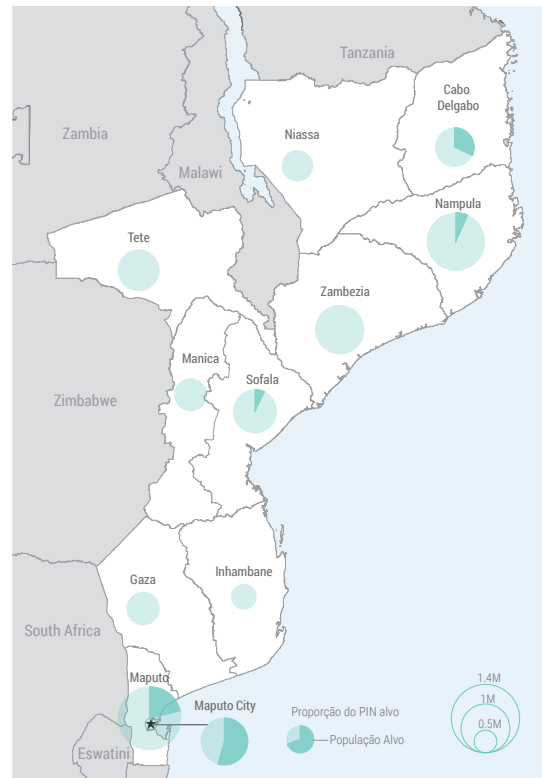 Tanzania
Cabo
Delgabo
Zambia
Niassa
Malawi
Nampula
Tete
Zambezia
Manica
Sofala
Zimbabwe
Inhambane
Gaza
South Africa
Maputo
Maputo City
Eswatini
Proporção do PIN alvo
População Alvo
1.4M
1M
0.5M